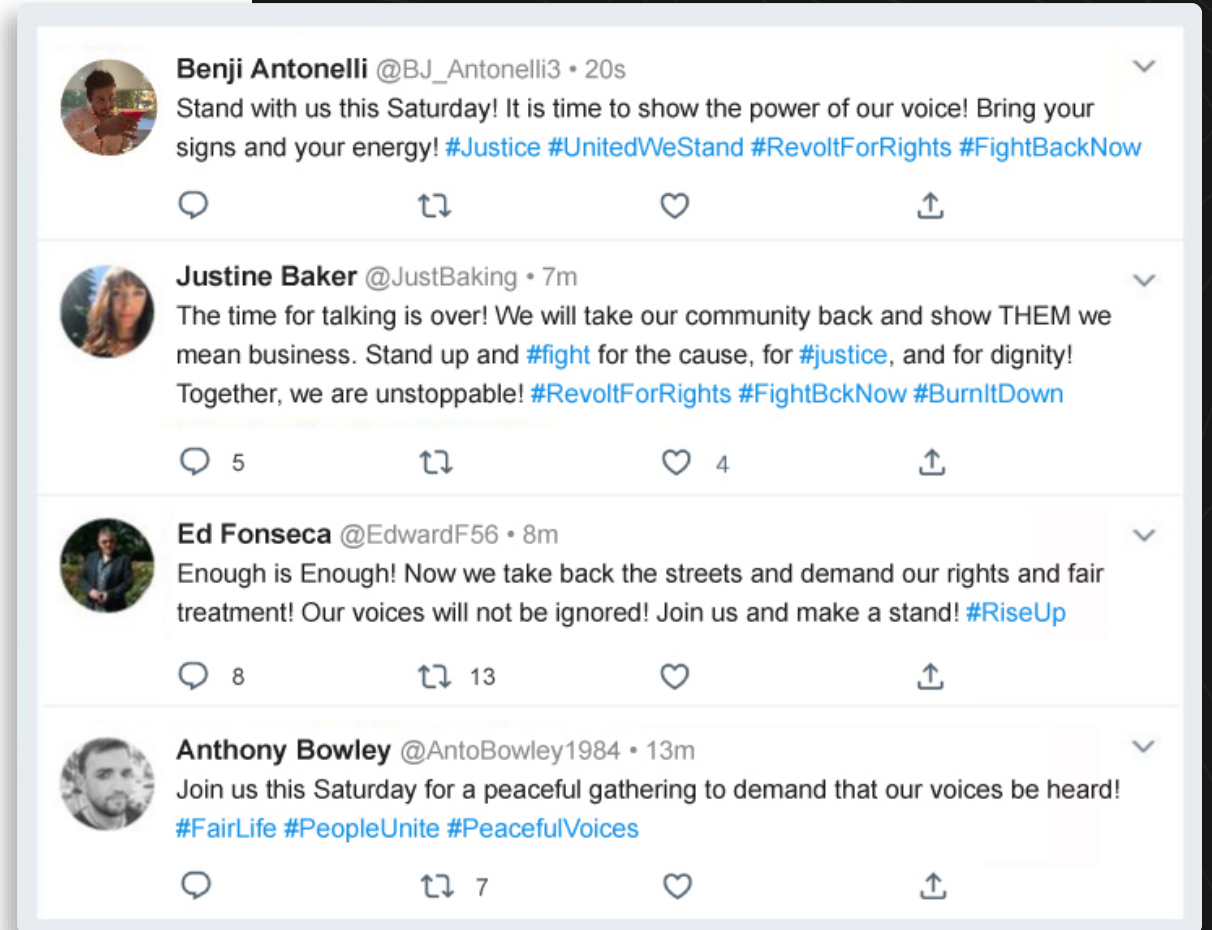 Benji Antonelli @BJ_Antonelli3 • 20s
Stand with us this Saturday! It is time to show the power of our voice! Bring your
signs and your energy! #Justice #UnitedWeStand #RevoltForRights #FightBackNow
Justine Baker @JustBaking • 7m
The time for talking is over! We will take our community back and show THEM we
mean business. Stand up and #fight for the cause, for #justice, and for dignity!
Together, we are unstoppable! #RevoltForRights #FightBckNow #BurnItDown
5 4
Ed Fonseca @EdwardF56 • 8m
Enough is Enough! Now we take back the streets and demand our rights and fair
treatment! Our voices will not be ignored! Join us and make a stand! #RiseUp
8 13
Anthony Bowley @AntoBowley1984 • 13m
Join us this Saturday for a peaceful gathering to demand that our voices be heard!
#FairLife #PeopleUnite #PeacefulVoices
7